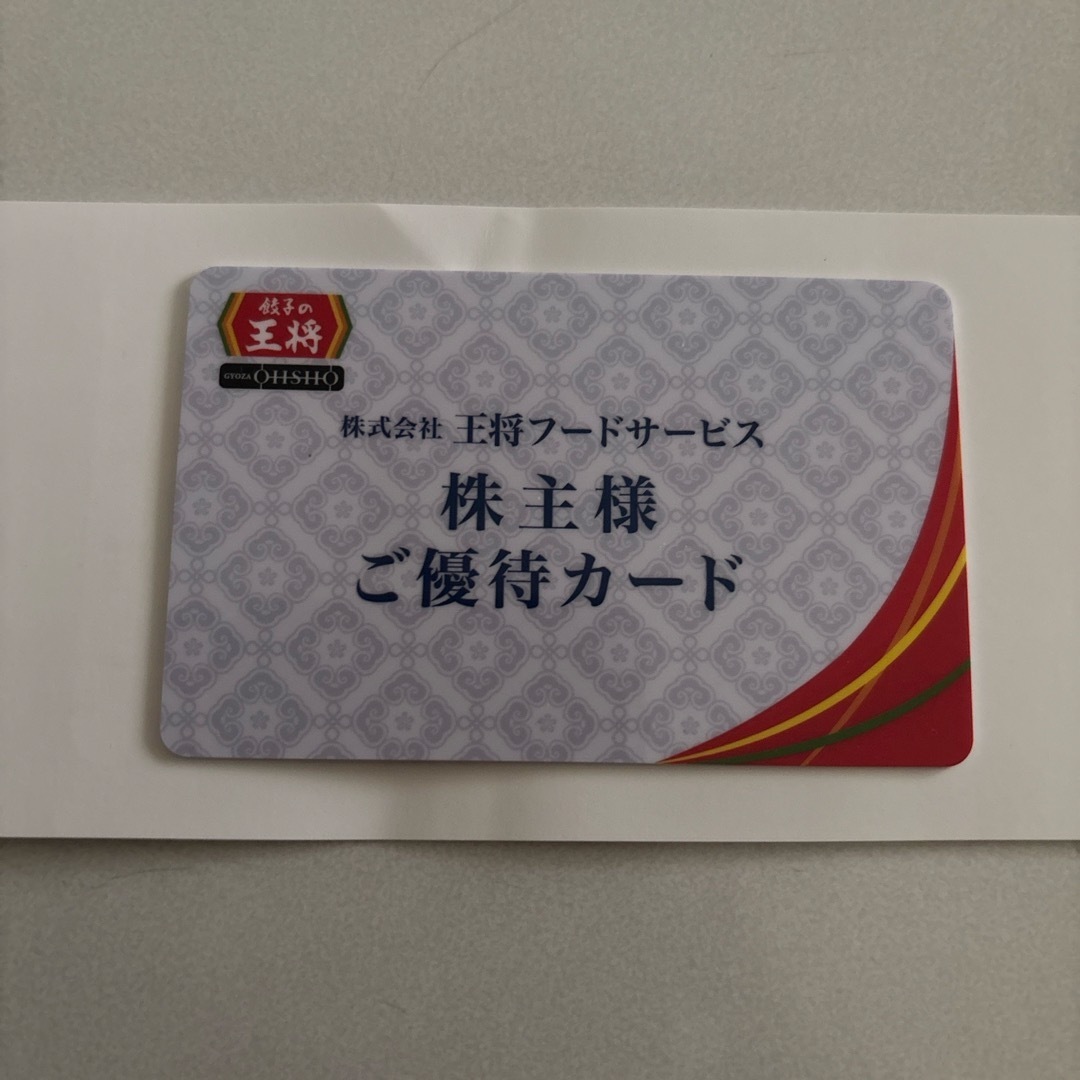 餃子の
王将
GYOZA OHSHO
株式会社 王将フードサービス
株主様
ご優待カード